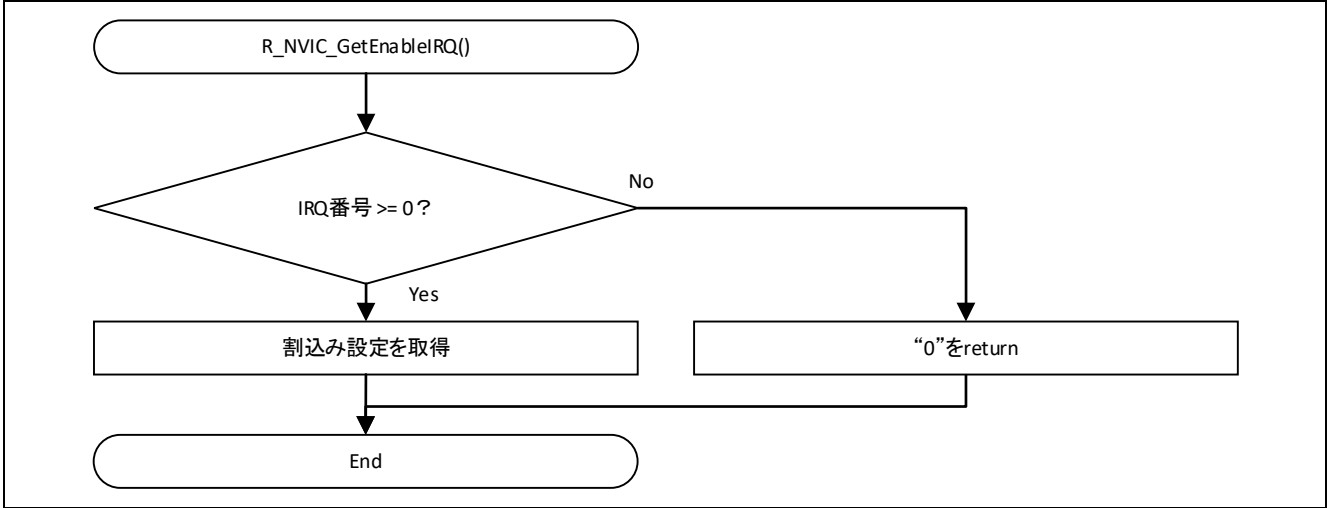 R_NVIC_GetEnableIRQ()
IRQ番号 >= 0？
No
Yes
割込み設定を取得
“0”をreturn
End